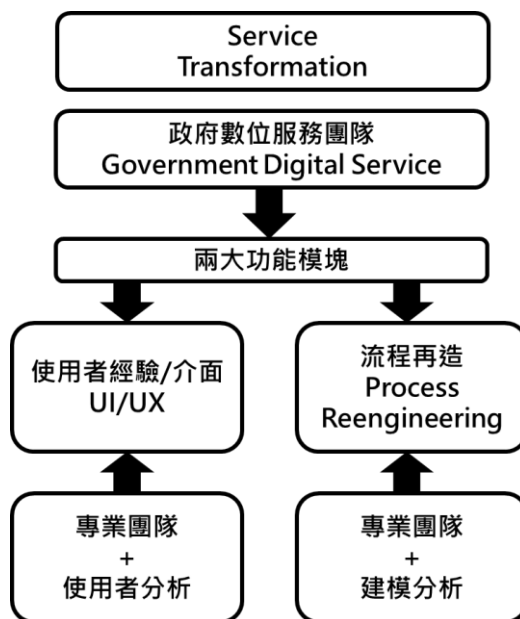 Service
Transformation
政府數位服務團隊
Government Digital Service
兩大功能模塊
使用者經驗/介面
UI/UX
流程再造
Process
Reengineering
專業團隊
+
使用者分析
專業團隊
+
建模分析